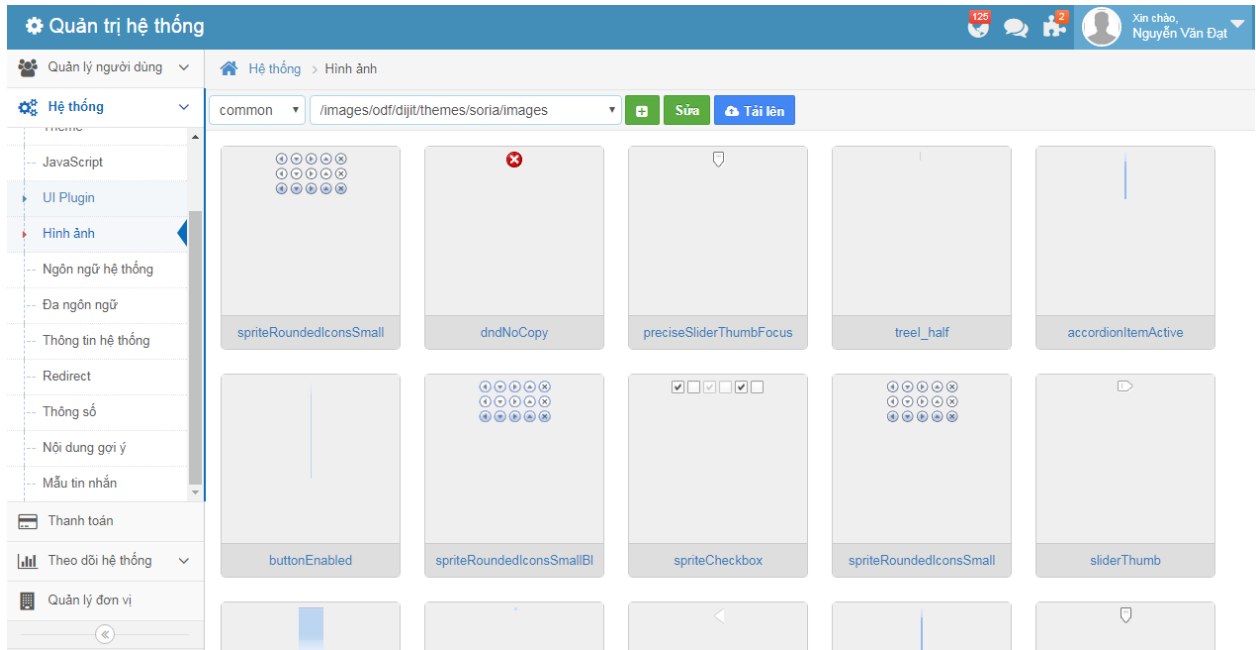 Quản trị hệ thống
125
2
Xin chào,
Nguyễn Văn Đạt
Quản lý người dùng
Hệ thống
Theme
JavaScript
UI Plugin
Hình ảnh
Ngôn ngữ hệ thống
Đa ngôn ngữ
Thông tin hệ thống
Redirect
Thông số
Nội dung gợi ý
Mẫu tin nhắn
Thanh toán
Theo dõi hệ thống
Quản lý đơn vị
Hệ thống > Hình ảnh
common /images/odf/dijit/themes/soria/images Sửa Tải lên
spriteRoundedIconsSmall dndNoCopy preciseSliderThumbFocus treeI_half accordionItemActive
buttonEnabled spriteRoundedIconsSmallBl spriteCheckbox spriteRoundedIconsSmall sliderThumb